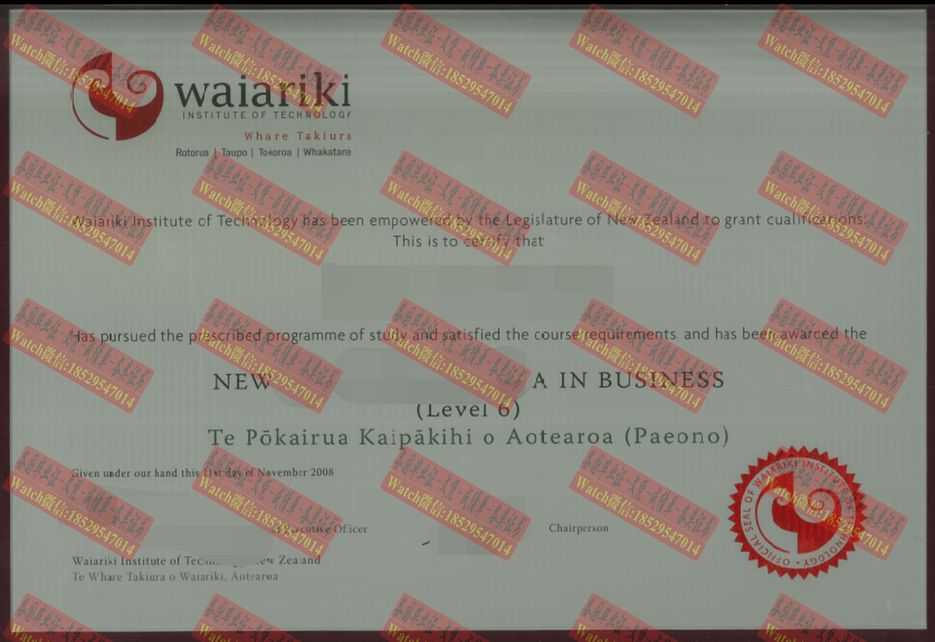 waiariki
INSTITUTE OF TECHNOLOGY
Whare Takiura
Rotorua | Taupo | Tokoroa | Whakatane
Waiariki Institute of Technology has been empowered by the Legislature of New Zealand to grant cualifications:
This is to certify that
Has pursued the prescribed programme of study and satisfied the course requirements and has been awarded the
NEW A IN BUSINESS
(Level 6)
Te Pōkairua Kaipākihi o Aotearoa (Paeono)
Given under our hand this 21st day of November 2008
Executive Officer Chairperson
Waiariki Institute of Technology, New Zealand
Te Whare Takiura o Waiariki, Aotearoa
OFFICIAL SEAL OF WAIARIKI INSTITUTE OF TECHNOLOGY
Watch微信:18529547014